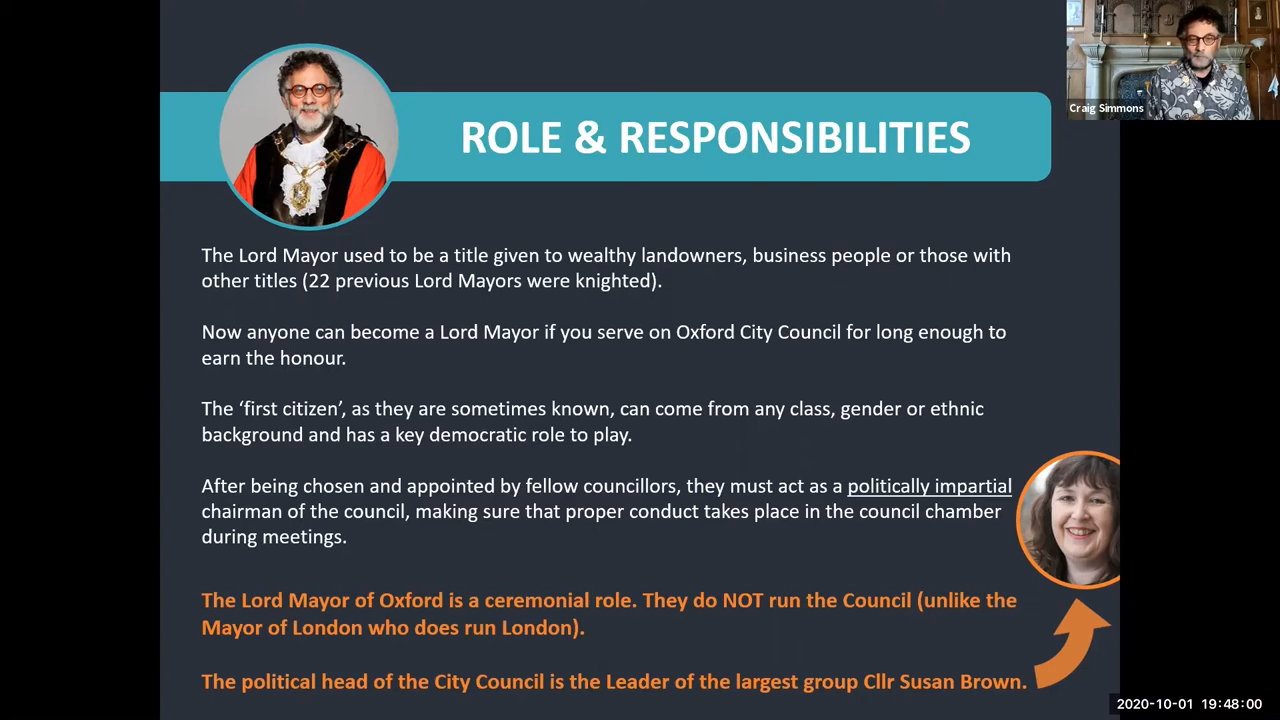 Craig Simmons
ROLE & RESPONSIBILITIES
The Lord Mayor used to be a title given to wealthy landowners, business people or those with
other titles (22 previous Lord Mayors were knighted).
Now anyone can become a Lord Mayor if you serve on Oxford City Council for long enough to
earn the honour.
The ‘first citizen’, as they are sometimes known, can come from any class, gender or ethnic
background and has a key democratic role to play.
After being chosen and appointed by fellow councillors, they must act as a politically impartial
chairman of the council, making sure that proper conduct takes place in the council chamber
during meetings.
The Lord Mayor of Oxford is a ceremonial role. They do NOT run the Council (unlike the
Mayor of London who does run London).
The political head of the City Council is the Leader of the largest group Cllr Susan Brown.
2020-10-01 19:48:00